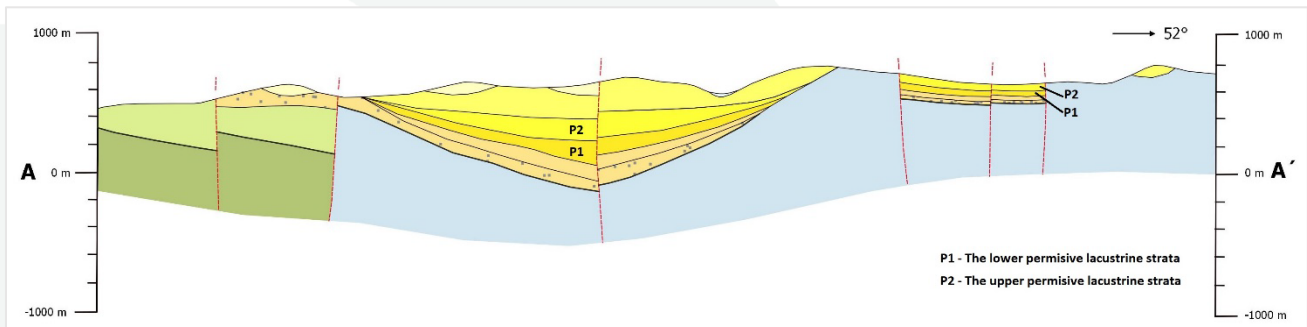 1000 m
52°
1000 m
P2
P2
P1
P1
A
0 m
0 m
A´
P1 - The lower permisive lacustrine strata
P2 - The upper permisive lacustrine strata
-1000 m
-1000 m